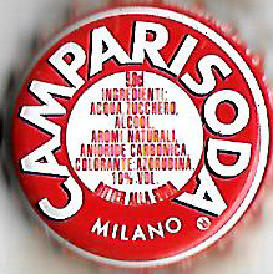 CAMPARISODA
INGREDIENTI:
ACQUA, ZUCCHERO,
ALCOOL,
AROMI NATURALI,
ANIDRIDE CARBONICA,
COLORANTE: AZORUBINA.
10% VOL.
MILANO ®